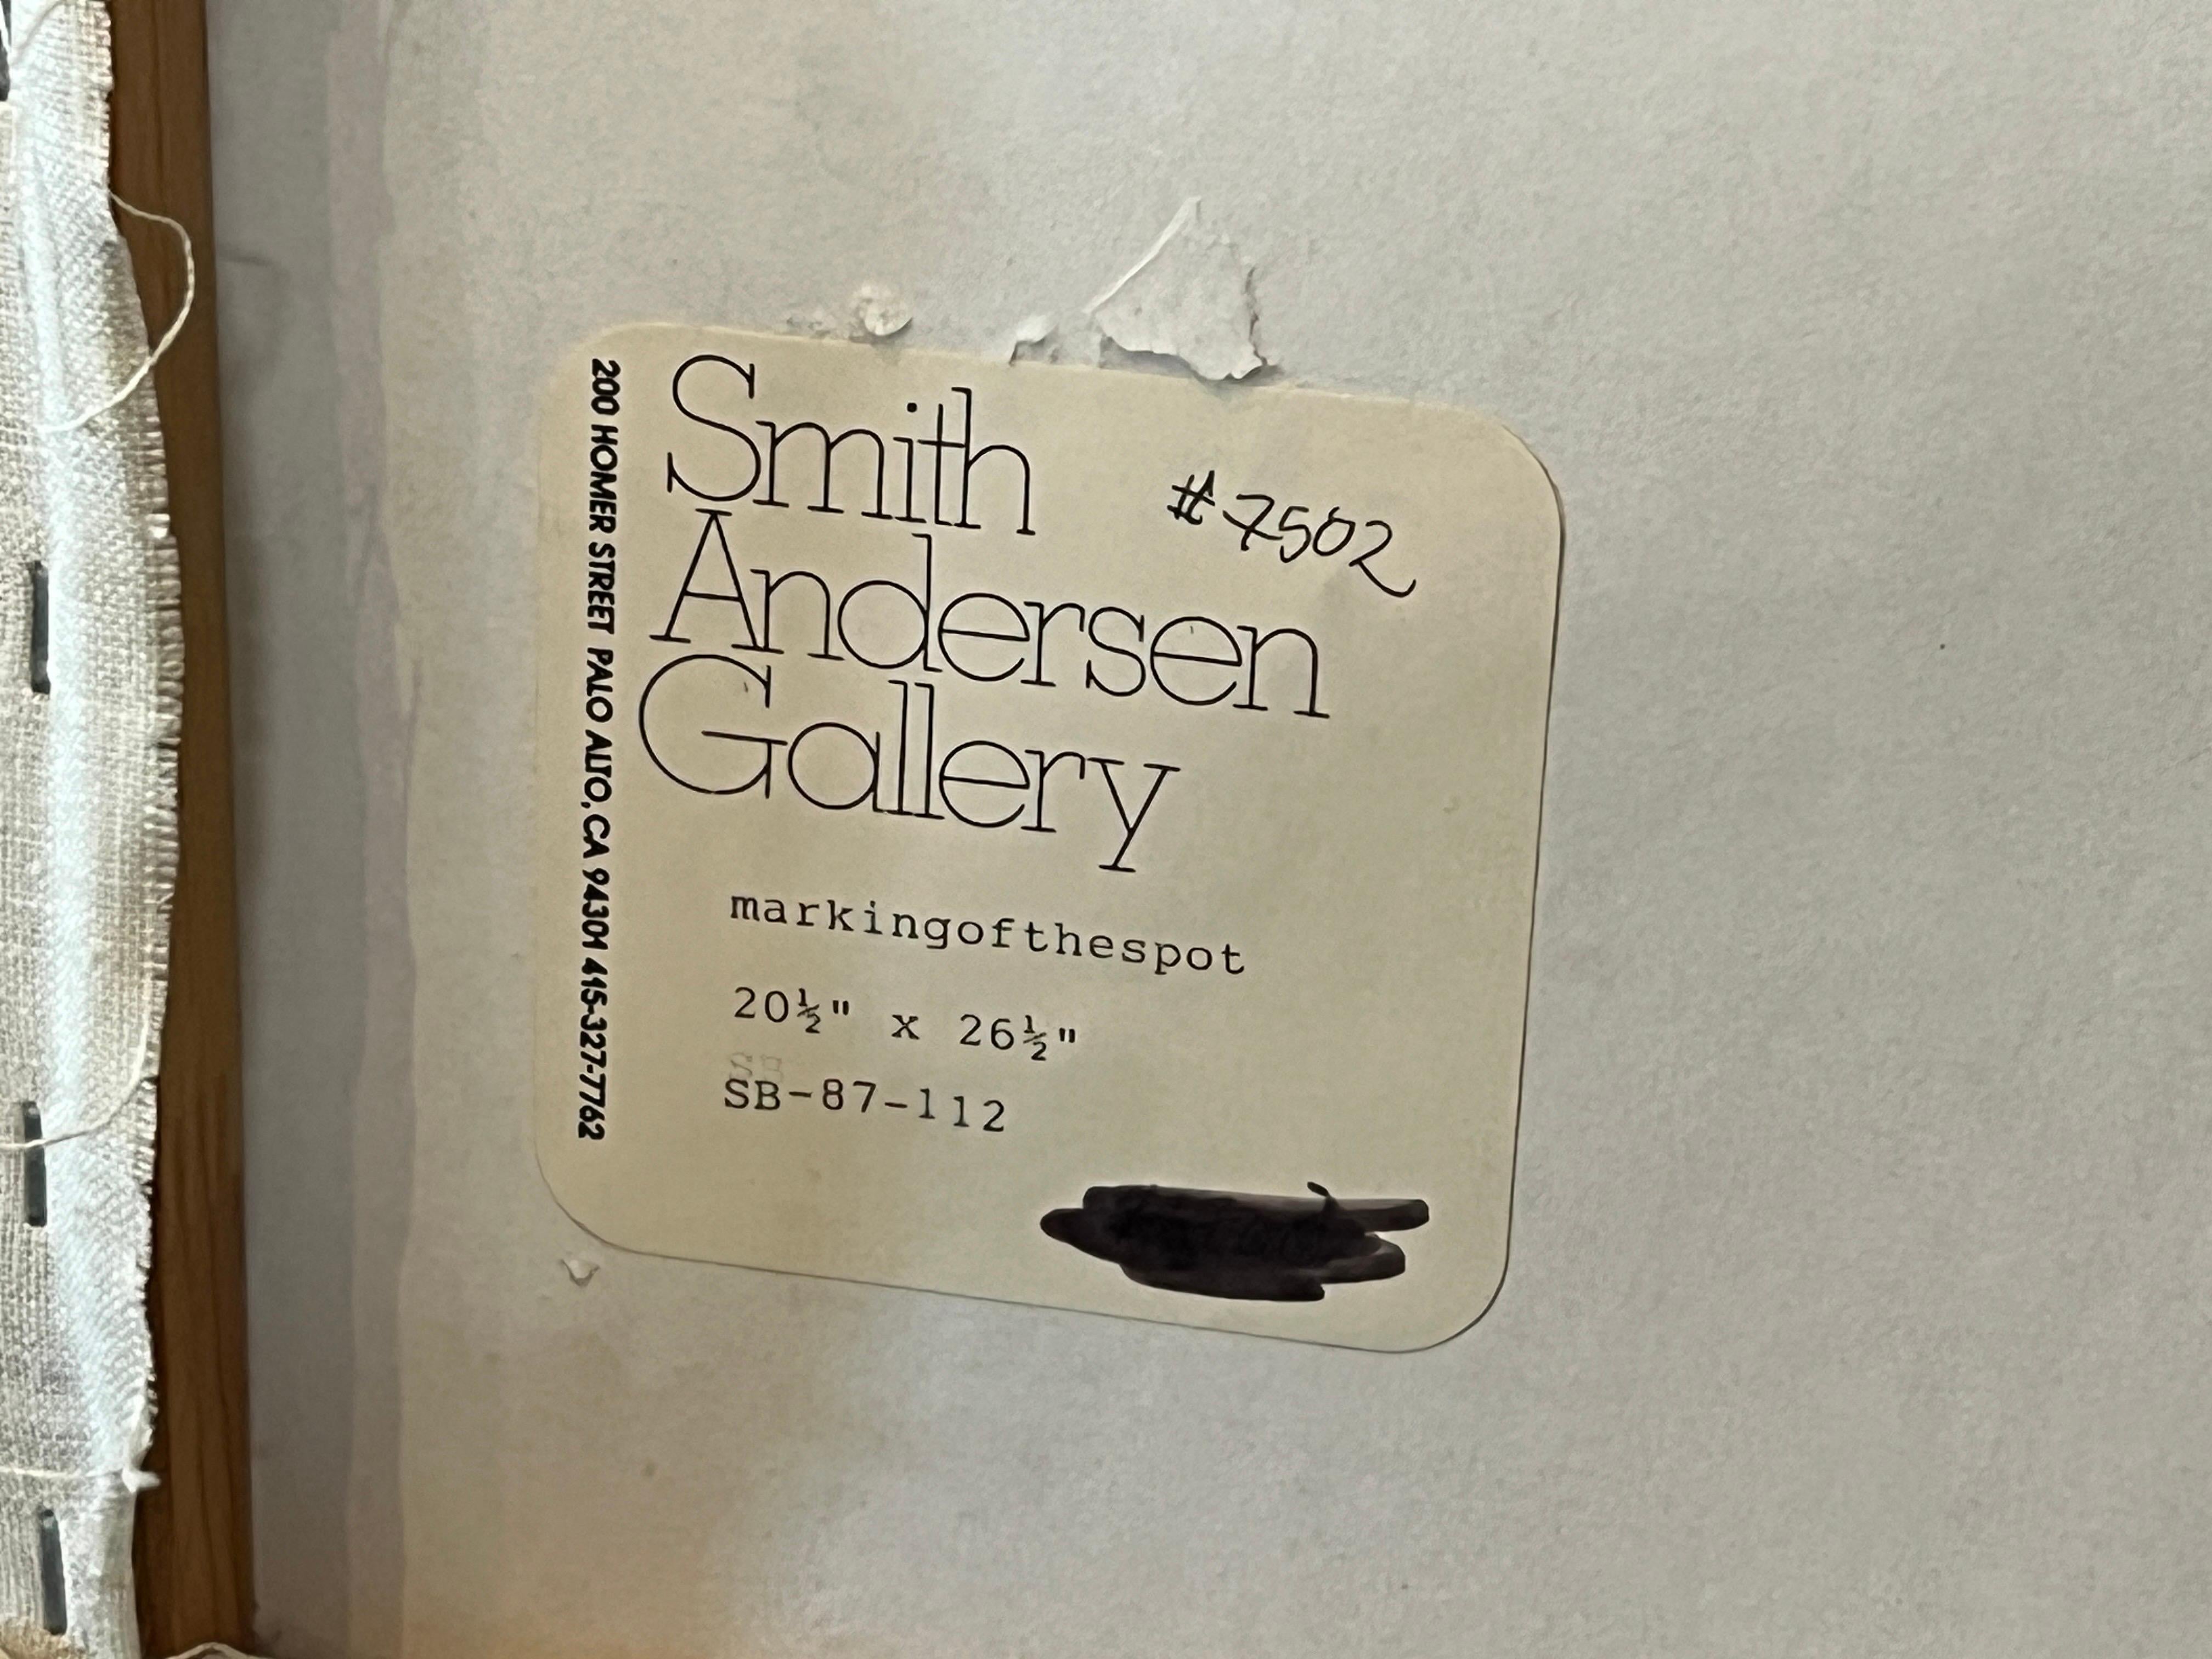 200 HOMER STREET PALO ALTO, CA 94301 415-327-7762
Smith
Andersen
Gallery
#7502
markingofthespot
20½" x 26½"
SB
SB-87-112